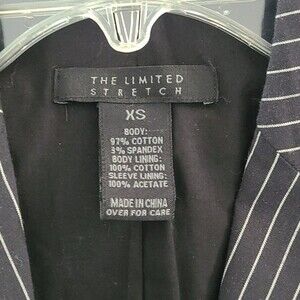 THE LIMITED
STRETCH
XS
BODY:
97% COTTON
3% SPANDEX
BODY LINING:
100% COTTON
SLEEVE LINING:
100% ACETATE
MADE IN CHINA
OVER FOR CARE